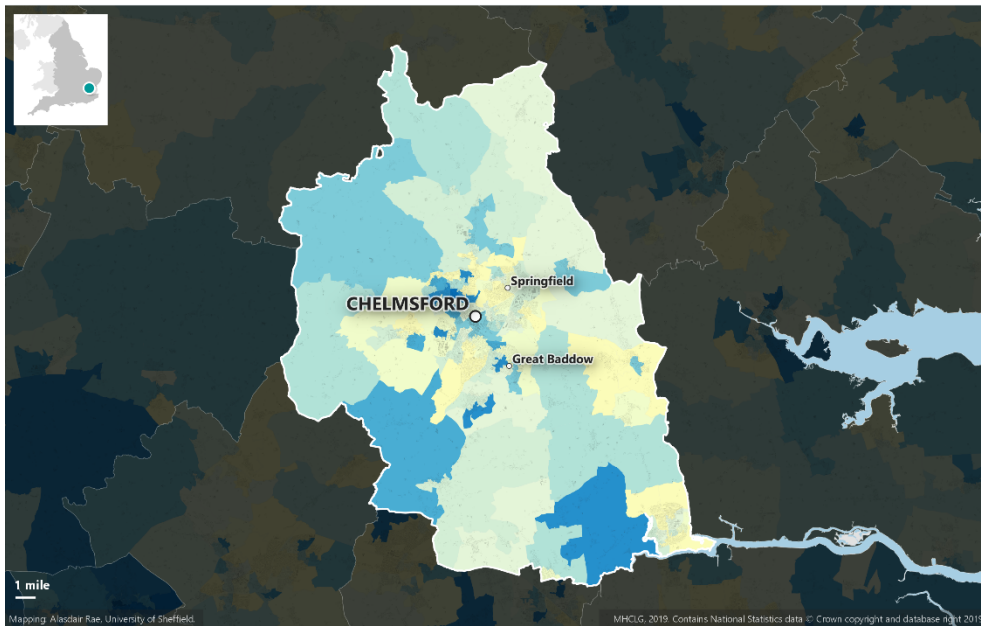 Springfield
CHELMSFORD
Great Baddow
1 mile
Mapping: Alasdair Rae, University of Sheffield.
MHCLG, 2019. Contains National Statistics data © Crown copyright and database right 2019